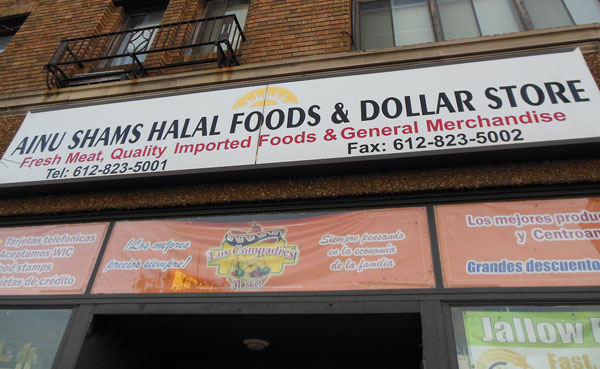 AINU SHAMS HALAL FOODS & DOLLAR STORE
Fresh Meat, Quality Imported Foods & General Merchandise
Tel: 612-823-5001
Fax: 612-823-5002
Tarjetas telefonicas
Aceptamos WIC
ood stamps
etas de crédito
¡Los mejores
precios siempre!
Los Compadres
Market
Siempre pensando
en la economia
de la familia
Los mejores produ
y Centroam
Grandes descuento
Jallow
Fast